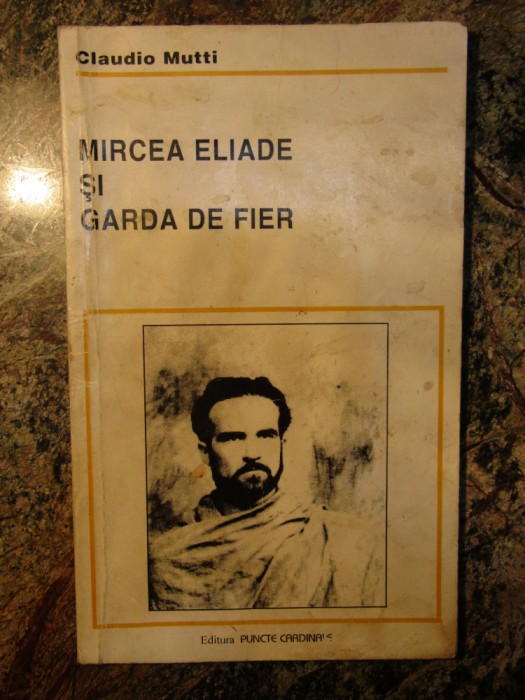 Claudio Mutti
MIRCEA ELIADE
ŞI
GARDA DE FIER
Editura PUNCTE CARDINALE